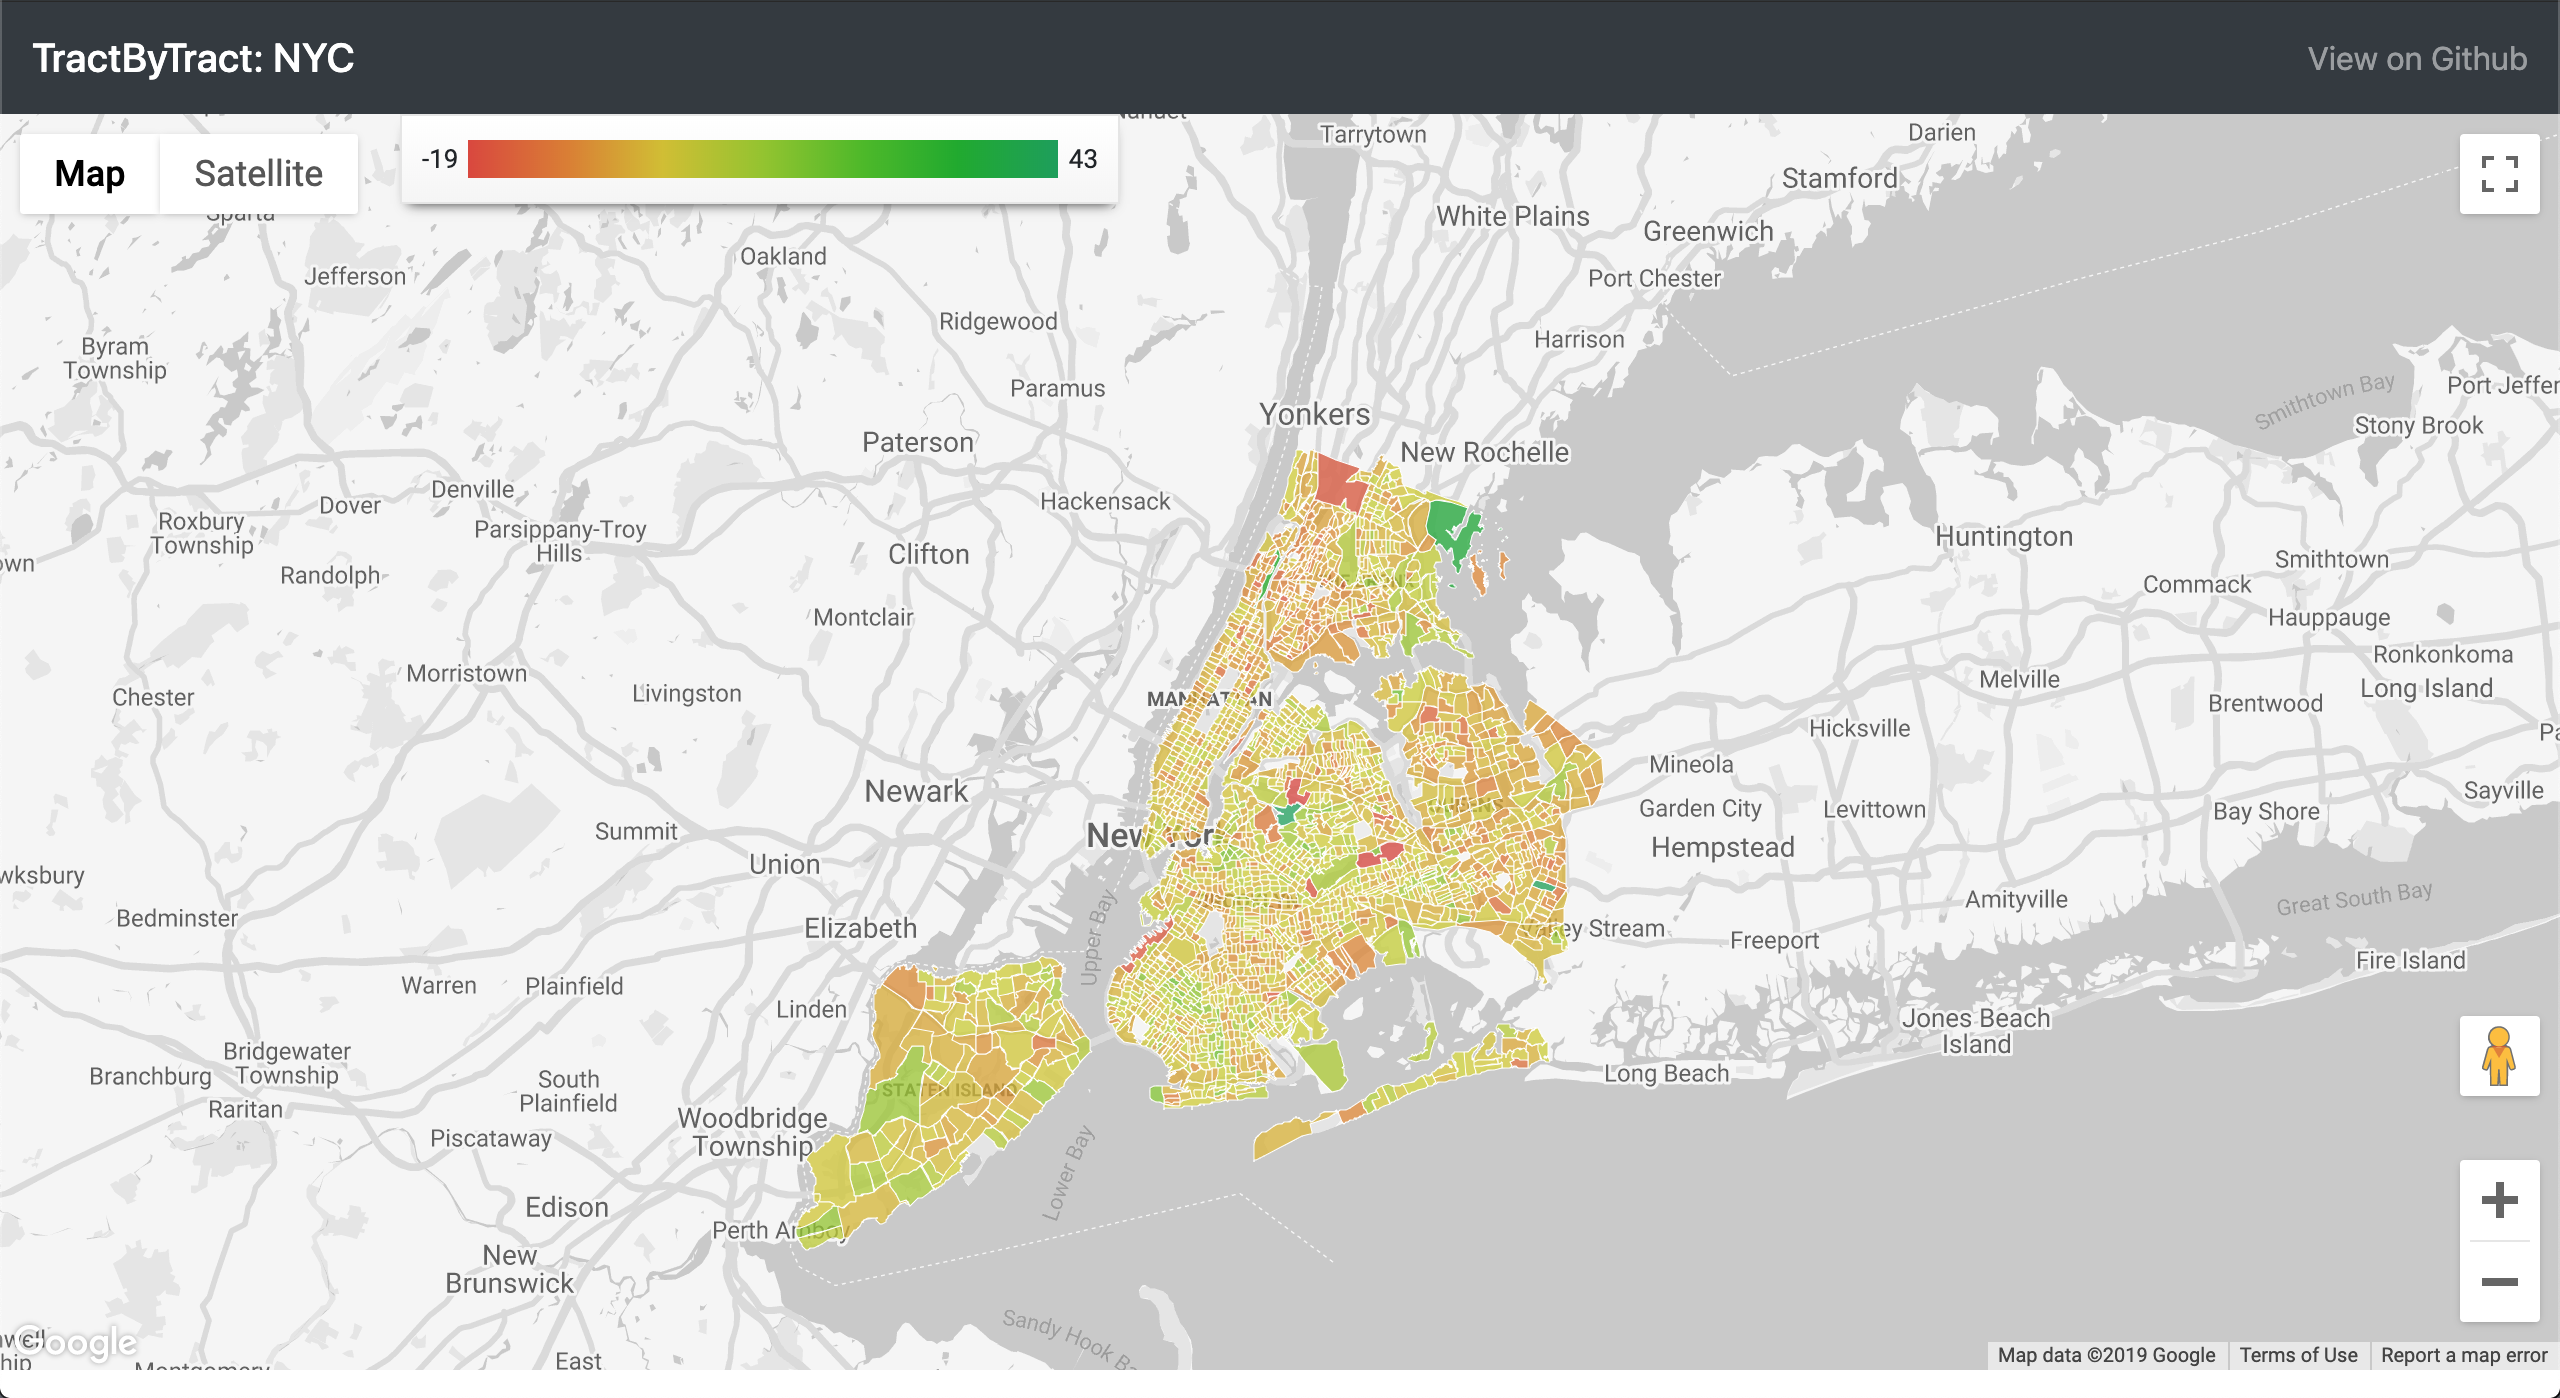 TractByTract: NYC
View on Github
Map
Satellite
-19
43
Tarrytown
Darien
Stamford
Sparta
White Plains
Greenwich
Oakland
Jefferson
Port Chester
Ridgewood
Harrison
Byram
Township
Paramus
Smithtown Bay
Port Jeffer
Yonkers
Stony Brook
Paterson
New Rochelle
Denville
Hackensack
Dover
Roxbury
Township
Parsippany-Troy
Hills
Huntington
Clifton
Smithtown
own
Randolph
Commack
Montclair
Hauppauge
Ronkonkoma
Morristown
Melville
Long Island
Livingston
Chester
MANHATTAN
Brentwood
Hicksville
Mineola
Newark
Sayville
Garden City
Levittown
Bay Shore
QUEENS
Summit
New York
Hempstead
Union
wksbury
Amityville
Great South Bay
Bedminster
Elizabeth
Upper Bay
Valley Stream
Freeport
Fire Island
Warren
Plainfield
Linden
Jones Beach
Island
Bridgewater
Township
Branchburg
South
Plainfield
Long Beach
STATEN ISLAND
Raritan
Woodbridge
Township
Piscataway
Lower Bay
Edison
Perth Amboy
New
Brunswick
Sandy Hook Ba
Google
East
Montgomery
Map data ©2019 Google
Terms of Use
Report a map error